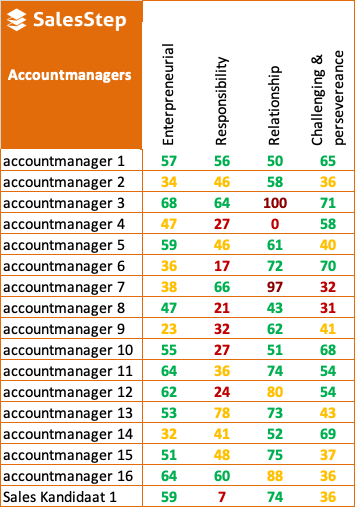 SalesStep
Accountmanagers Enterpreneurial Responsibility Relationship Challenging & persevereance
accountmanager 1 57 56 50 65
accountmanager 2 34 46 58 36
accountmanager 3 68 64 100 71
accountmanager 4 47 27 0 58
accountmanager 5 59 46 61 40
accountmanager 6 36 17 72 70
accountmanager 7 38 66 97 32
accountmanager 8 47 21 43 31
accountmanager 9 23 32 62 41
accountmanager 10 55 27 51 68
accountmanager 11 64 36 74 54
accountmanager 12 62 24 80 54
accountmanager 13 53 78 73 43
accountmanager 14 32 41 52 69
accountmanager 15 51 48 75 37
accountmanager 16 64 60 88 36
Sales Kandidaat 1 59 7 74 36